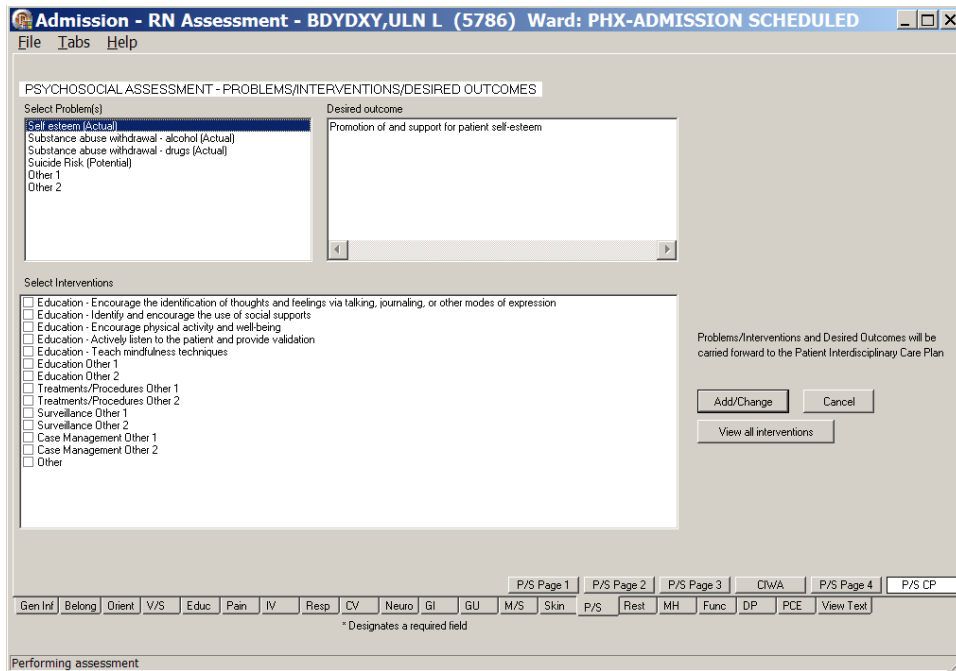 Admission - RN Assessment - BDYDXY,ULN L (5786) Ward: PHX-ADMISSION SCHEDULED
File Tabs Help
PSYCHOSOCIAL ASSESSMENT - PROBLEMS/INTERVENTIONS/DESIRED OUTCOMES
Select Problem(s)
Self esteem (Actual)
Substance abuse withdrawal - alcohol (Actual)
Substance abuse withdrawal - drugs (Actual)
Suicide Risk (Potential)
Other 1
Other 2
Desired outcome
Promotion of and support for patient self-esteem
Select Interventions
Education - Encourage the identification of thoughts and feelings via talking, journaling, or other modes of expression
Education - Identify and encourage the use of social supports
Education - Encourage physical activity and well-being
Education - Actively listen to the patient and provide validation
Education - Teach mindfulness techniques
Education Other 1
Education Other 2
Treatments/Procedures Other 1
Treatments/Procedures Other 2
Surveillance Other 1
Surveillance Other 2
Case Management Other 1
Case Management Other 2
Other
Problems/Interventions and Desired Outcomes will be
carried forward to the Patient Interdisciplinary Care Plan
Add/Change Cancel
View all interventions
P/S Page 1 P/S Page 2 P/S Page 3 CIWA P/S Page 4 P/S CP
Gen Inf Belong Orient V/S Educ Pain IV Resp CV Neuro GI GU M/S Skin P/S Rest MH Func DP PCE View Text
* Designates a required field
Performing assessment